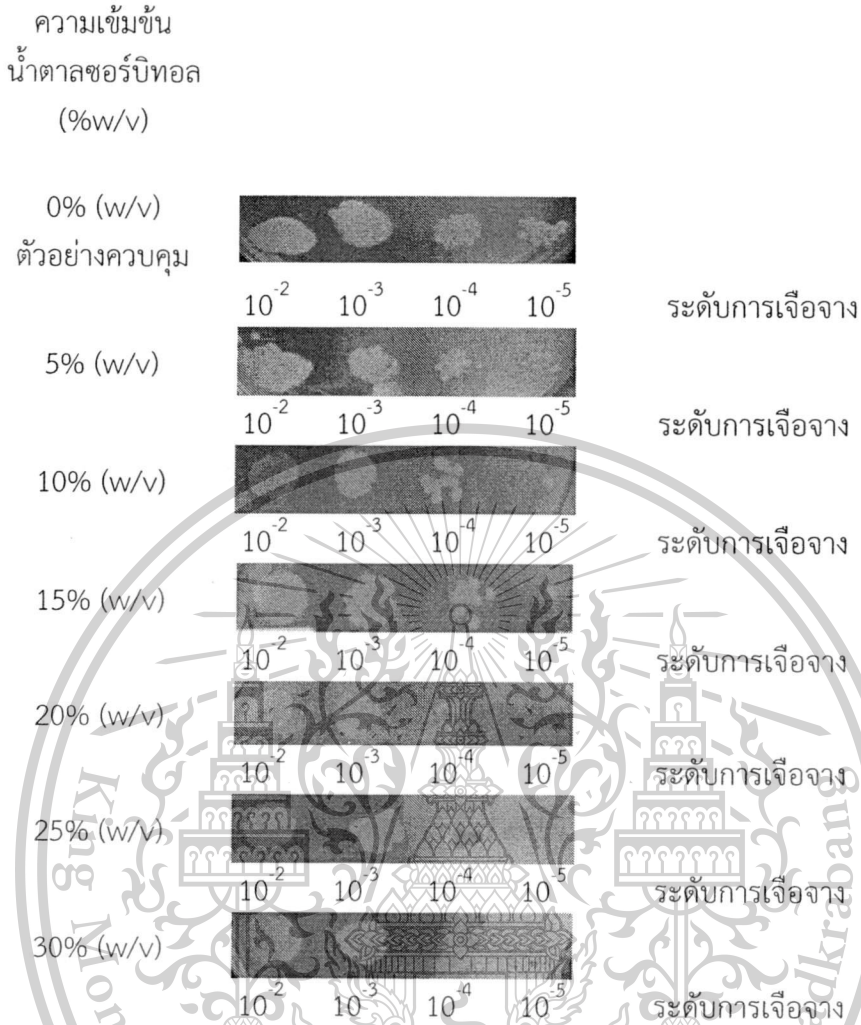 ความเข้มข้น
น้ำตาลซอร์บิทอล
(%w/v)
0% (w/v)
ตัวอย่างควบคุม
10⁻² 10⁻³ 10⁻⁴ 10⁻⁵ ระดับการเจือจาง
5% (w/v)
10⁻² 10⁻³ 10⁻⁴ 10⁻⁵ ระดับการเจือจาง
10% (w/v)
10⁻² 10⁻³ 10⁻⁴ 10⁻⁵ ระดับการเจือจาง
15% (w/v)
10⁻² 10⁻³ 10⁻⁴ 10⁻⁵ ระดับการเจือจาง
20% (w/v)
10⁻² 10⁻³ 10⁻⁴ 10⁻⁵ ระดับการเจือจาง
25% (w/v)
10⁻² 10⁻³ 10⁻⁴ 10⁻⁵ ระดับการเจือจาง
30% (w/v)
10⁻² 10⁻³ 10⁻⁴ 10⁻⁵ ระดับการเจือจาง
King